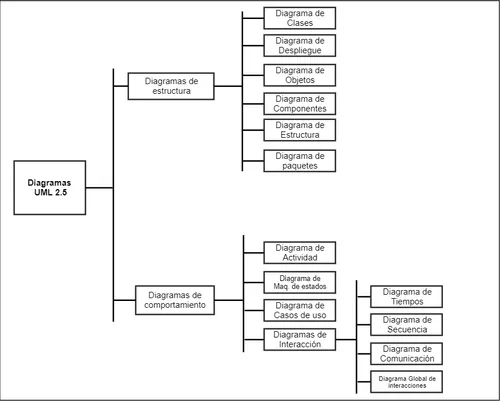 Diagramas
UML 2.5
Diagramas de
estructura
Diagrama de
Clases
Diagrama de
Despliegue
Diagrama de
Objetos
Diagrama de
Componentes
Diagrama de
Estructura
Diagrama de
paquetes
Diagramas de
comportamiento
Diagrama de
Actividad
Diagrama de
Maq. de estados
Diagrama de
Casos de uso
Diagramas de
Interacción
Diagrama de
Tiempos
Diagrama de
Secuencia
Diagrama de
Comunicación
Diagrama Global de
interacciones